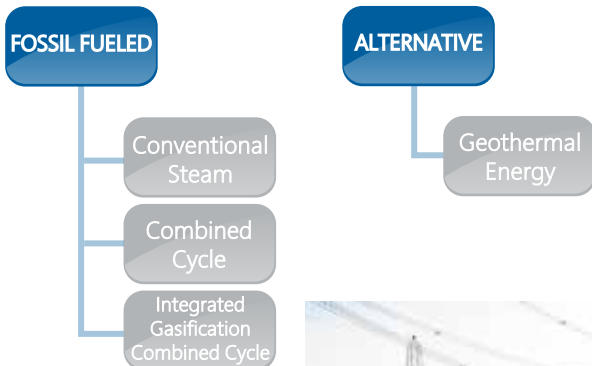 FOSSIL FUELED
Conventional
Steam
Combined
Cycle
Integrated
Gasification
Combined Cycle
ALTERNATIVE
Geothermal
Energy